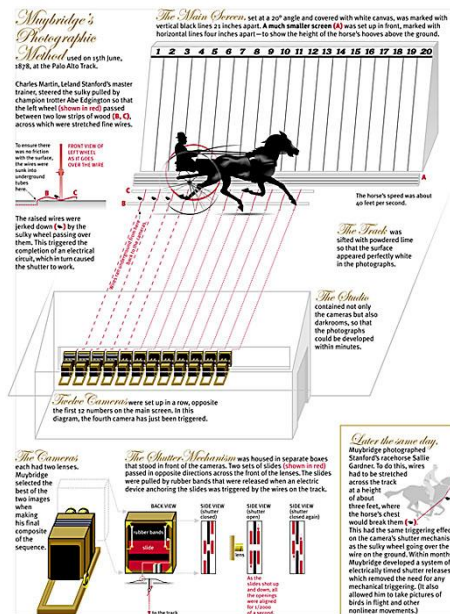 Muybridge's
Photographic
Method used on 15th June,
1878, at the Palo Alto Track.
Charles Martin, Leland Stanford's master
trainer, steered the sulky pulled by
champion trotter Abe Edgington so that
the left wheel (shown in red) passed
between two low strips of wood (B, C),
across which were stretched fine wires.
To ensure there
was no friction
with the surface,
the wires were
sunk into
underground
tubes
here.
FRONT VIEW OF
LEFT WHEEL
AS IT GOES
OVER THE WIRE
C
B
The raised wires were
jerked down by the
sulky wheel passing over
them. This triggered the
completion of an electrical
circuit, which in turn caused
the shutter to work.
The Main Screen, set at a 20° angle and covered with white canvas, was marked with
vertical black lines 21 inches apart. A much smaller screen (A) was set up in front, marked with
horizontal lines four inches apart—to show the height of the horse's hooves above the ground.
1 2 3 4 5 6 7 8 9 10 11 12 13 14 15 16 17 18 19 20
A
C
B
The horse's speed was about
40 feet per second.
Wires ran underground from here
back to the cameras
The Track was
sifted with powdered lime
so that the surface
appeared perfectly white
in the photographs.
The Studio
contained not only
the cameras but also
darkrooms, so that
the photographs
could be developed
within minutes.
Twelve Cameras were set up in a row, opposite
the first 12 numbers on the main screen. In this
diagram, the fourth camera has just been triggered.
The Cameras
each had two lenses.
Muybridge
selected the
best of the
two images
when
making
his final
composite
of the
sequence.
The Shutter Mechanism was housed in separate boxes
that stood in front of the cameras. Two sets of slides (shown in red)
passed in opposite directions across the front of the lenses. The slides
were pulled by rubber bands that were released when an electric
device anchoring the slides was triggered by the wires on the track.
BACK VIEW
rubber bands
slide
To the track
SIDE VIEW
(shutter
closed)
SIDE VIEW
(shutter
open)
SIDE VIEW
(shutter
closed again)
lens
As the
slides shot
up and down,
all the
openings
were aligned
for 1/2000
of a second.
Later the same day,
Muybridge photographed
Stanford's racehorse Sallie
Gardner. To do this, wires
had to be stretched
across the track
at a height
of about
three feet, where
the horse's chest
would break them.
This had the same triggering effect
on the camera's shutter mechanism
as the sulky wheel going over the
wire on the ground. Within months
Muybridge developed a system of
electrically timed shutter releases
which removed the need for any
mechanical triggering. (It also
allowed him to take pictures of
birds in flight and other
nonlinear movements.)